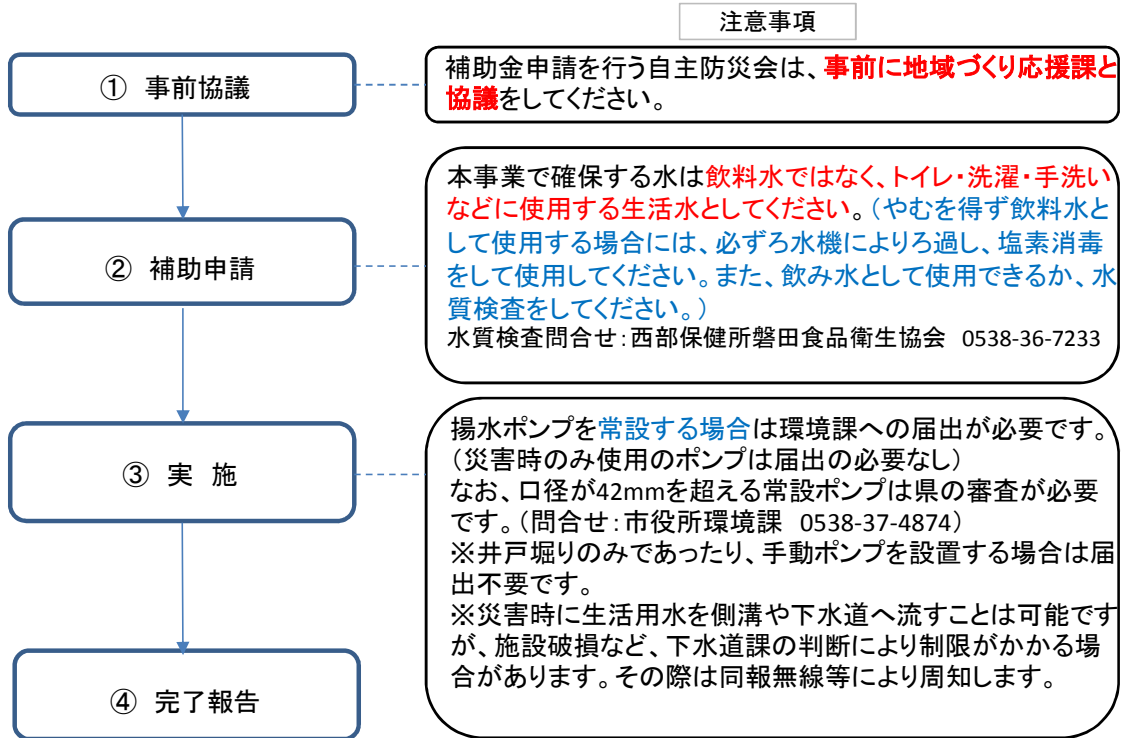 注意事項
① 事前協議
補助金申請を行う自主防災会は、事前に地域づくり応援課と
協議をしてください。
② 補助申請
本事業で確保する水は飲料水ではなく、トイレ・洗濯・手洗い
などに使用する生活水としてください。（やむを得ず飲料水と
して使用する場合には、必ずろ水機によりろ過し、塩素消毒
をして使用してください。また、飲み水として使用できるか、水
質検査をしてください。）
水質検査問合せ：西部保健所磐田食品衛生協会 0538-36-7233
③ 実 施
揚水ポンプを常設する場合は環境課への届出が必要です。
（災害時のみ使用のポンプは届出の必要なし）
なお、口径が42mmを超える常設ポンプは県の審査が必要
です。（問合せ：市役所環境課 0538-37-4874）
※井戸堀りのみであったり、手動ポンプを設置する場合は届
出不要です。
※災害時に生活用水を側溝や下水道へ流すことは可能です
が、施設破損など、下水道課の判断により制限がかかる場
合があります。その際は同報無線等により周知します。
④ 完了報告